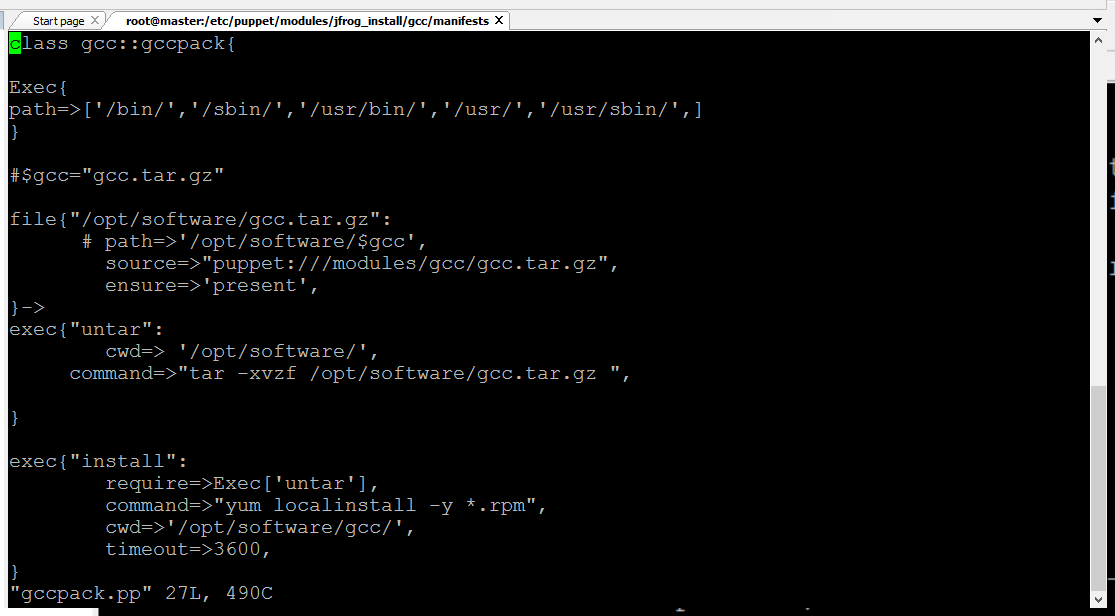 Start page
root@master:/etc/puppet/modules/jfrog_install/gcc/manifests
class gcc::gccpack{
Exec{
path=>['/bin/','/sbin/','/usr/bin/','/usr/','/usr/sbin/',]
}
#$gcc="gcc.tar.gz"
file{"/opt/software/gcc.tar.gz":
# path=>'/opt/software/$gcc',
source=>"puppet:///modules/gcc/gcc.tar.gz",
ensure=>'present',
}->
exec{"untar":
cwd=> '/opt/software/',
command=>"tar -xvzf /opt/software/gcc.tar.gz ",
}
exec{"install":
require=>Exec['untar'],
command=>"yum localinstall -y *.rpm",
cwd=>'/opt/software/gcc/',
timeout=>3600,
}
"gccpack.pp" 27L, 490C